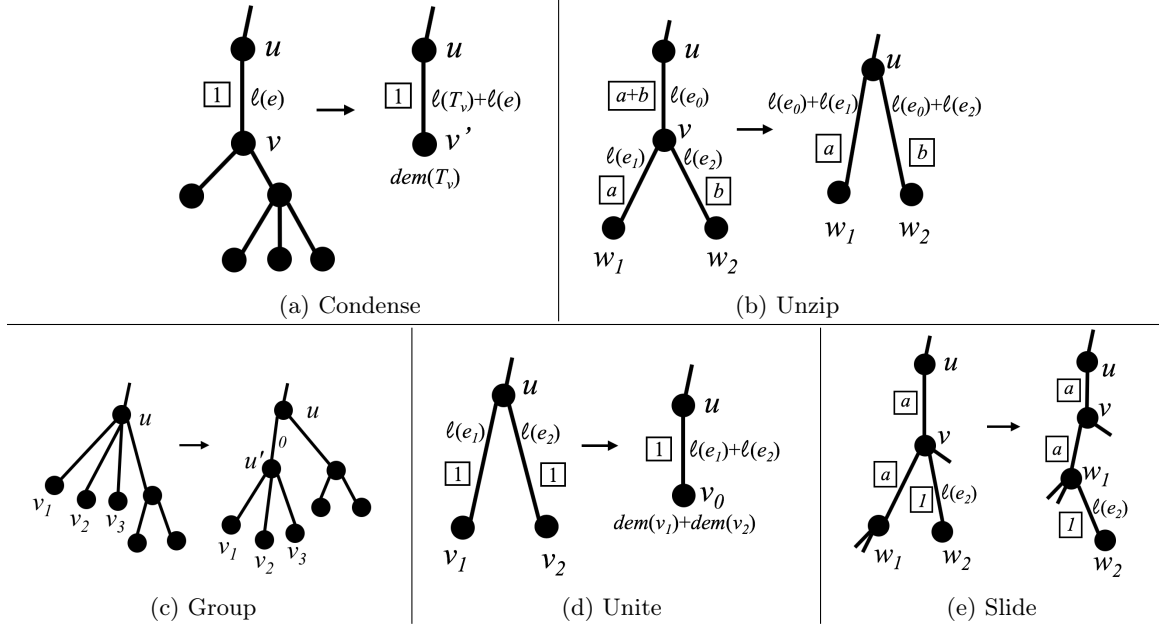 u
u
1
ℓ(e)
1
ℓ(T_v)+ℓ(e)
v
v’
dem(T_v)
(a) Condense
u
u
a+b
ℓ(e_0)
ℓ(e_0)+ℓ(e_1)
ℓ(e_0)+ℓ(e_2)
v
ℓ(e_1)
ℓ(e_2)
a
b
a
b
w_1
w_2
w_1
w_2
(b) Unzip
u
u
0
u'
v_1
v_2
v_3
v_1
v_2
v_3
(c) Group
u
u
ℓ(e_1)
ℓ(e_2)
1
1
1
ℓ(e_1)+ℓ(e_2)
v_0
dem(v_1)+dem(v_2)
v_1
v_2
(d) Unite
u
u
a
a
v
v
a
a
1
ℓ(e_2)
w_1
ℓ(e_2)
1
w_1
w_2
w_2
(e) Slide